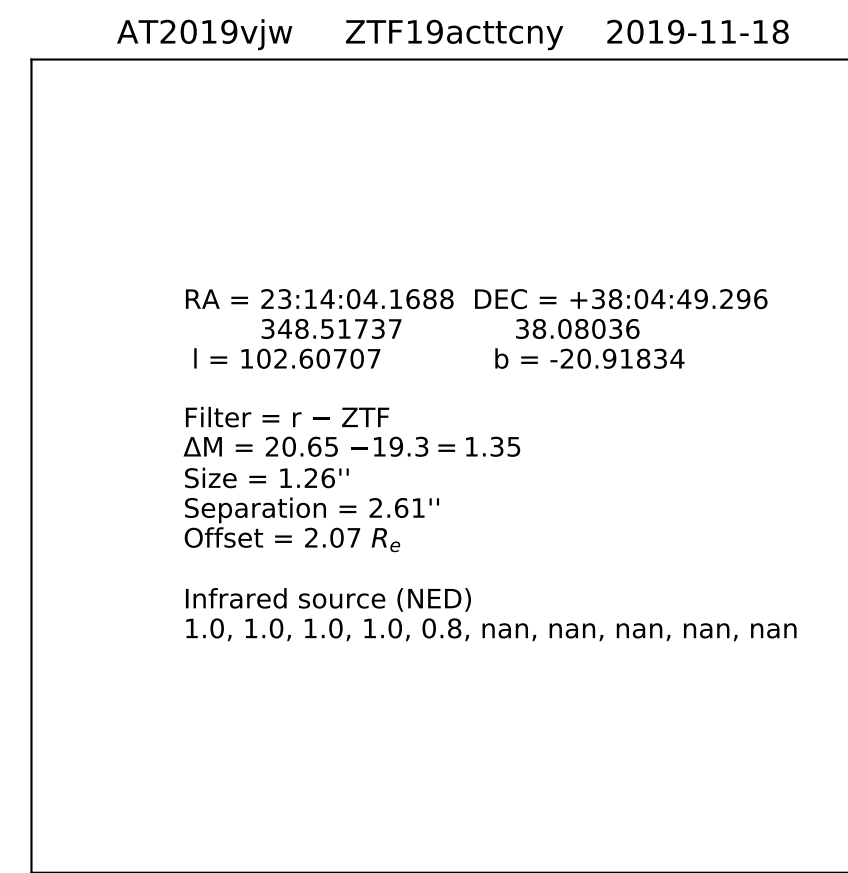 AT2019vjw ZTF19acttcny 2019-11-18
RA = 23:14:04.1688 DEC = +38:04:49.296
348.51737 38.08036
l = 102.60707 b = -20.91834
Filter = r − ZTF
ΔM = 20.65 −19.3 = 1.35
Size = 1.26''
Separation = 2.61''
Offset = 2.07 Re
Infrared source (NED)
1.0, 1.0, 1.0, 1.0, 0.8, nan, nan, nan, nan, nan